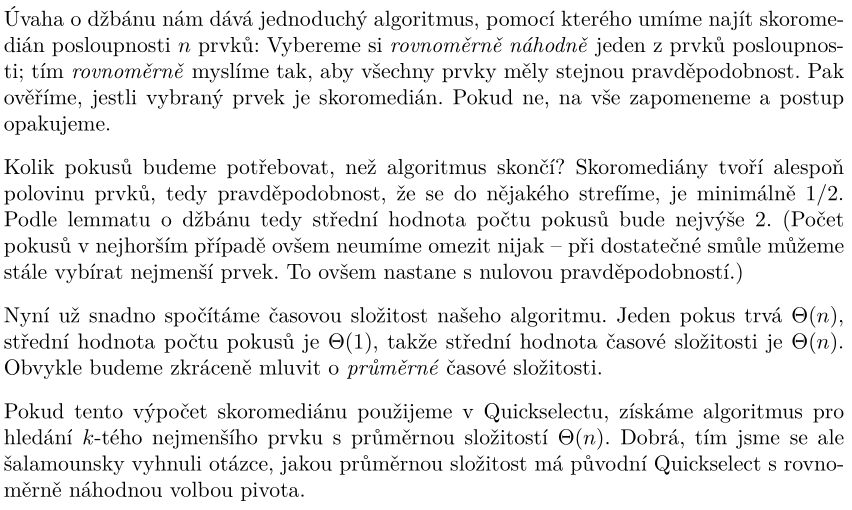 Úvaha o džbánu nám dává jednoduchý algoritmus, pomocí kterého umíme najít skorome-
dián posloupnosti n prvků: Vybereme si rovnoměrně náhodně jeden z prvků posloupnos-
ti; tím rovnoměrně myslíme tak, aby všechny prvky měly stejnou pravděpodobnost. Pak
ověříme, jestli vybraný prvek je skoromedián. Pokud ne, na vše zapomeneme a postup
opakujeme.
Kolik pokusů budeme potřebovat, než algoritmus skončí? Skoromediány tvoří alespoň
polovinu prvků, tedy pravděpodobnost, že se do nějakého strefíme, je minimálně 1/2.
Podle lemmatu o džbánu tedy střední hodnota počtu pokusů bude nejvýše 2. (Počet
pokusů v nejhorším případě ovšem neumíme omezit nijak – při dostatečné smůle můžeme
stále vybírat nejmenší prvek. To ovšem nastane s nulovou pravděpodobností.)
Nyní už snadno spočítáme časovou složitost našeho algoritmu. Jeden pokus trvá Θ(n),
střední hodnota počtu pokusů je Θ(1), takže střední hodnota časové složitosti je Θ(n).
Obvykle budeme zkráceně mluvit o průměrné časové složitosti.
Pokud tento výpočet skoromediánu použijeme v Quickselectu, získáme algoritmus pro
hledání k-tého nejmenšího prvku s průměrnou složitostí Θ(n). Dobrá, tím jsme se ale
šalamounsky vyhnuli otázce, jakou průměrnou složitost má původní Quickselect s rovno-
měrně náhodnou volbou pivota.